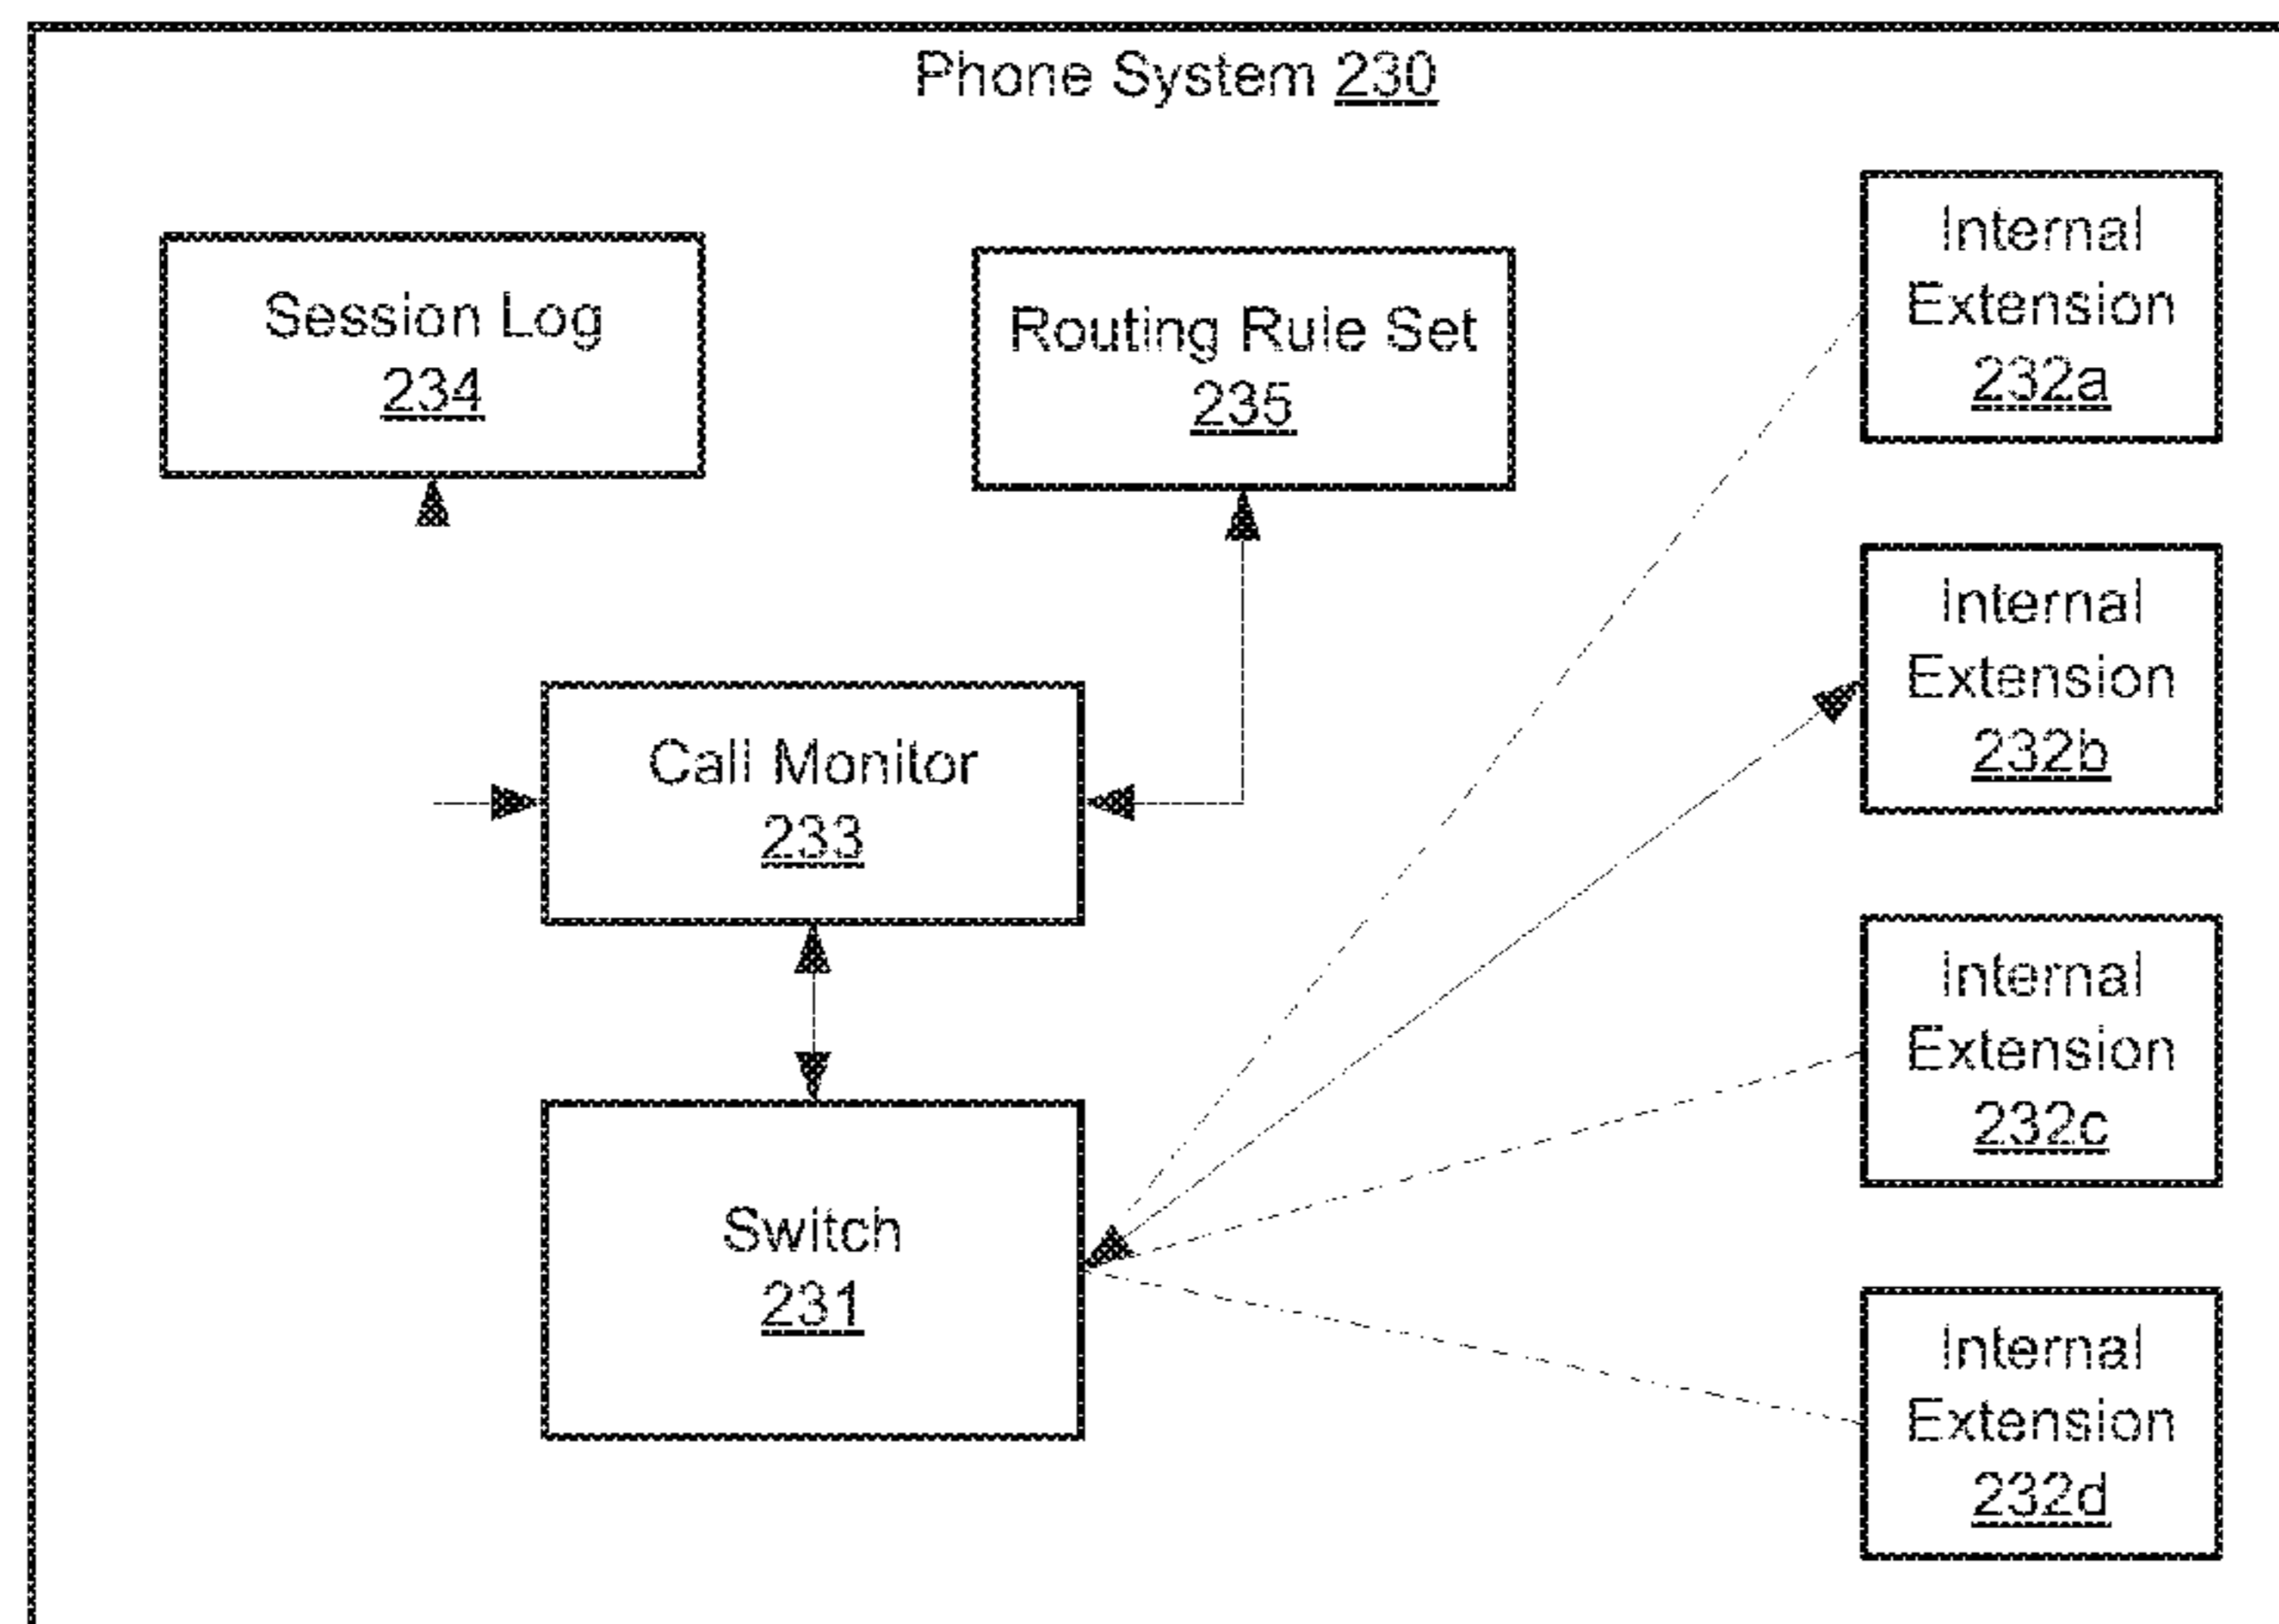 Phone System 230
Session Log
234
Routing Rule Set
235
Internal
Extension
232a
Internal
Extension
232b
Call Monitor
233
Internal
Extension
232c
Switch
231
Internal
Extension
232d